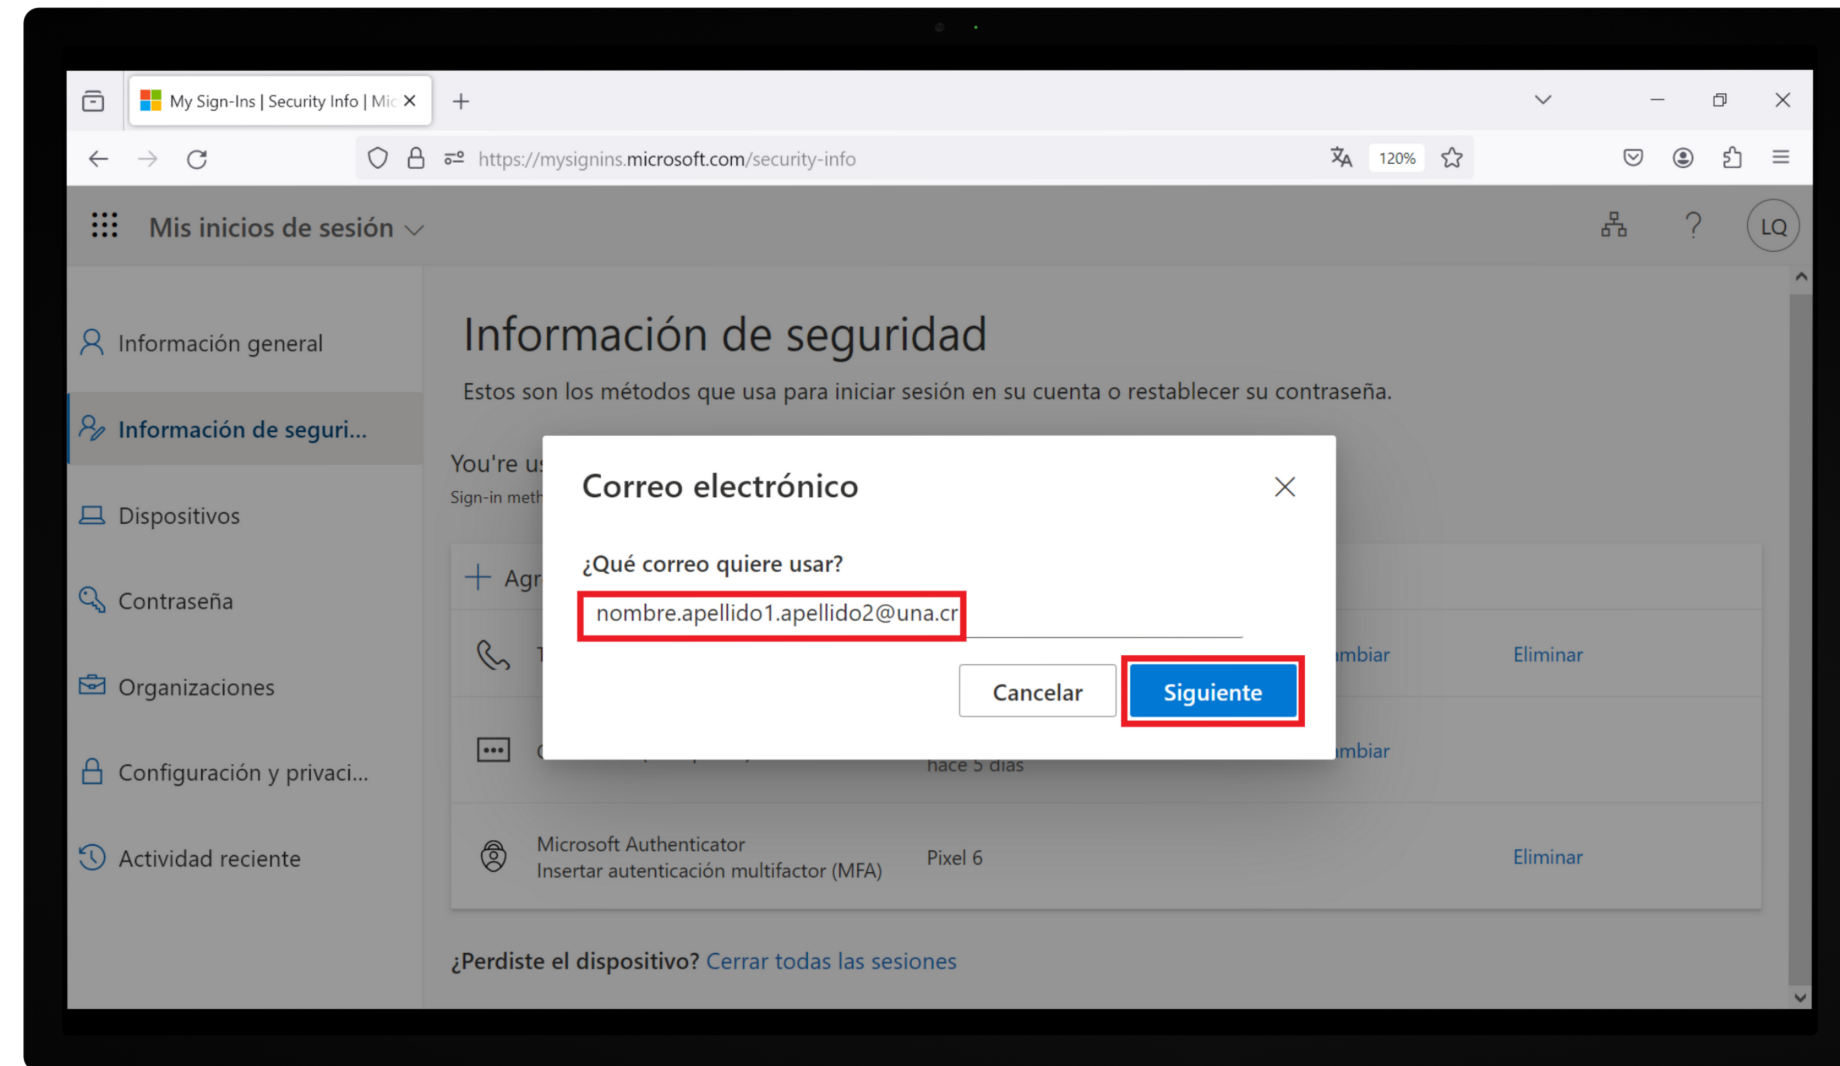 My Sign-Ins | Security Info | Mic
https://mysignins.microsoft.com/security-info
120%
Mis inicios de sesión
LQ
Información general
Información de seguri...
Dispositivos
Contraseña
Organizaciones
Configuración y privaci...
Actividad reciente
Información de seguridad
Estos son los métodos que usa para iniciar sesión en su cuenta o restablecer su contraseña.
You're
Sign-in
Correo electrónico
¿Qué correo quiere usar?
nombre.apellido1.apellido2@una.cr
Cancelar
Siguiente
Eliminar
hace 5 días
Microsoft Authenticator
Insertar autenticación multifactor (MFA)
Pixel 6
Eliminar
¿Perdiste el dispositivo? Cerrar todas las sesiones